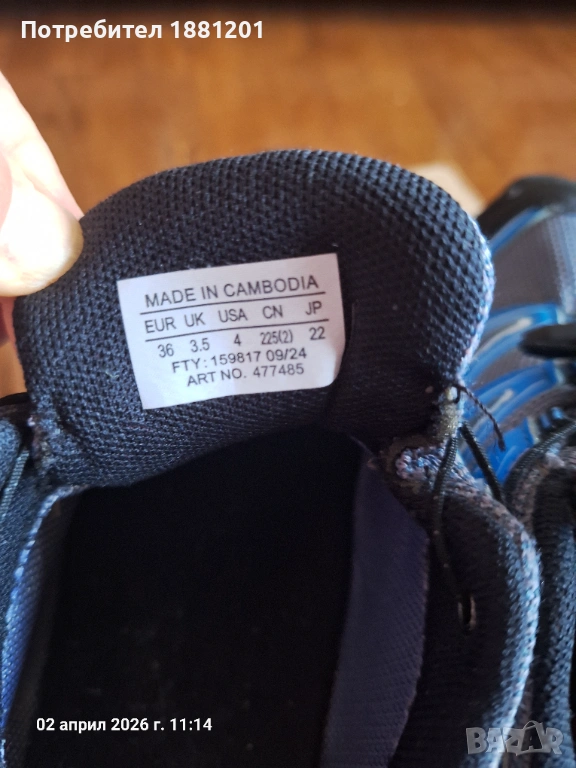 Потребител 1881201
MADE IN CAMBODIA
EUR UK USA CN JP
36 3.5 4 225(2) 22
FTY: 159817 09/24
ART NO. 477485
02 април 2026 г. 11:14
BAZAR